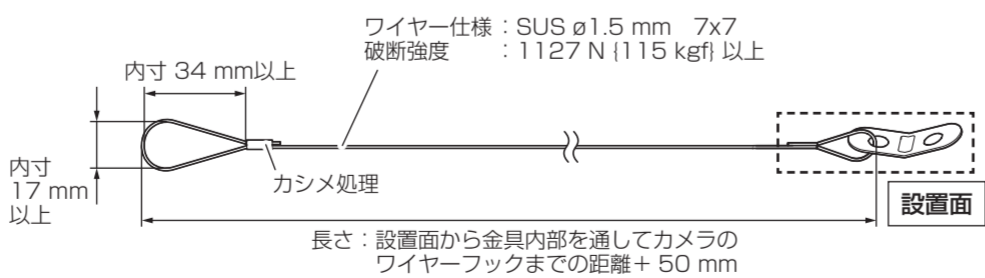 ワイヤー仕様：SUS ø1.5 mm 7x7
破断強度　：1127 N {115 kgf} 以上
内寸 34 mm以上
内寸
17 mm
以上
カシメ処理
設置面
長さ：設置面から金具内部を通してカメラの
ワイヤーフックまでの距離＋ 50 mm